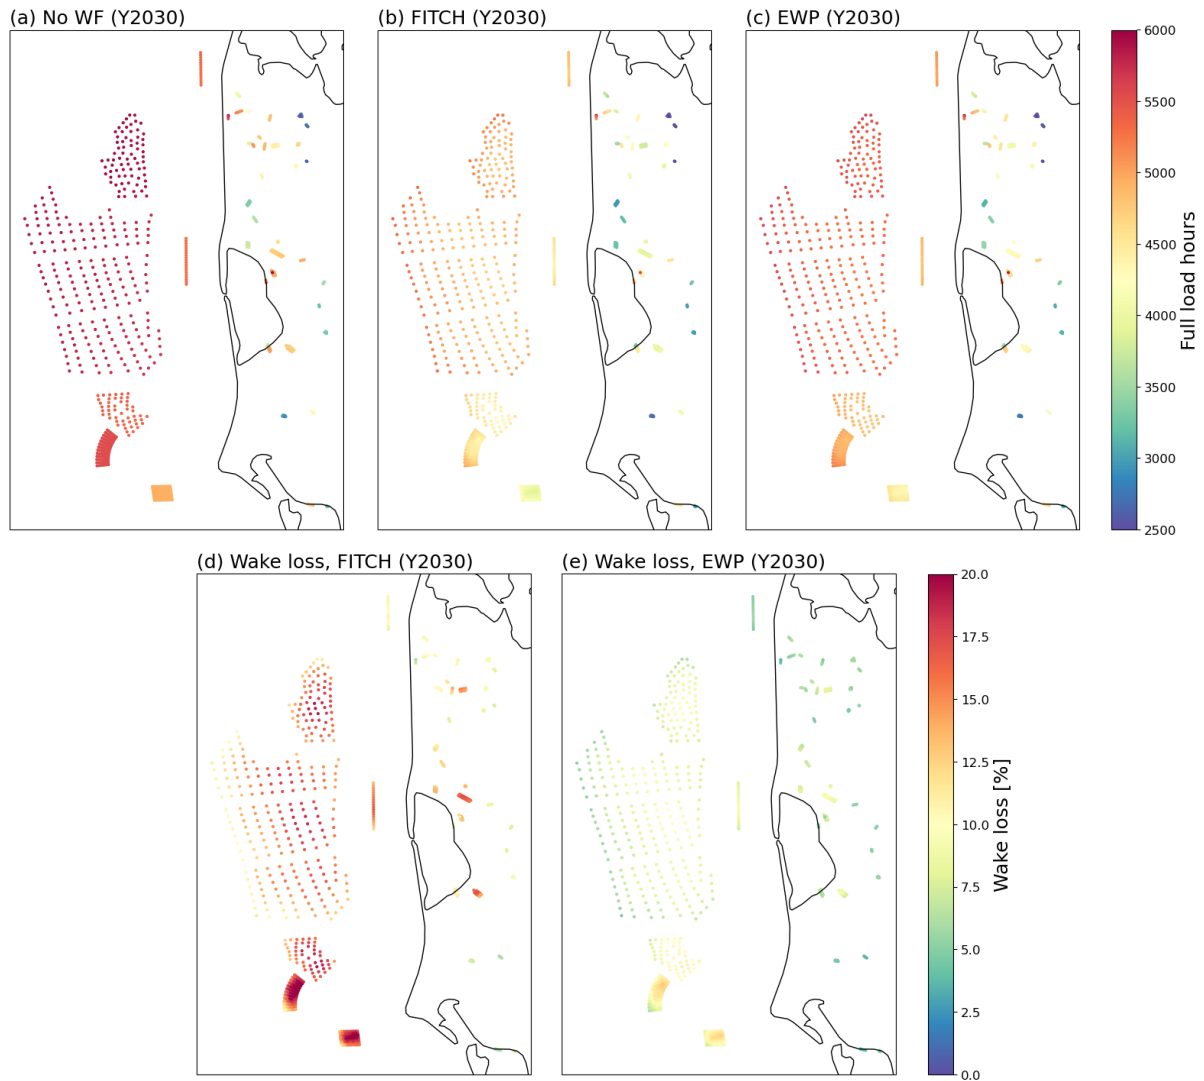 (a) No WF (Y2030)
(b) FITCH (Y2030)
(c) EWP (Y2030)
6000
5500
5000
4500
4000
3500
3000
2500
Full load hours
(d) Wake loss, FITCH (Y2030)
(e) Wake loss, EWP (Y2030)
20.0
17.5
15.0
12.5
10.0
7.5
5.0
2.5
0.0
Wake loss [%]